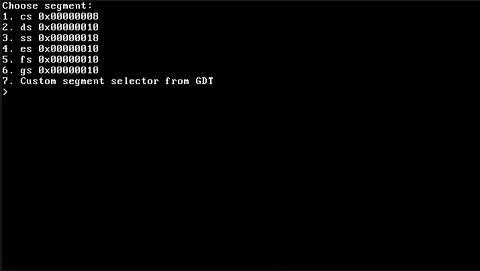 Choose segment:
1. cs 0x00000008
2. ds 0x00000010
3. ss 0x00000018
4. es 0x00000010
5. fs 0x00000010
6. gs 0x00000010
7. Custom segment selector from GDT
>